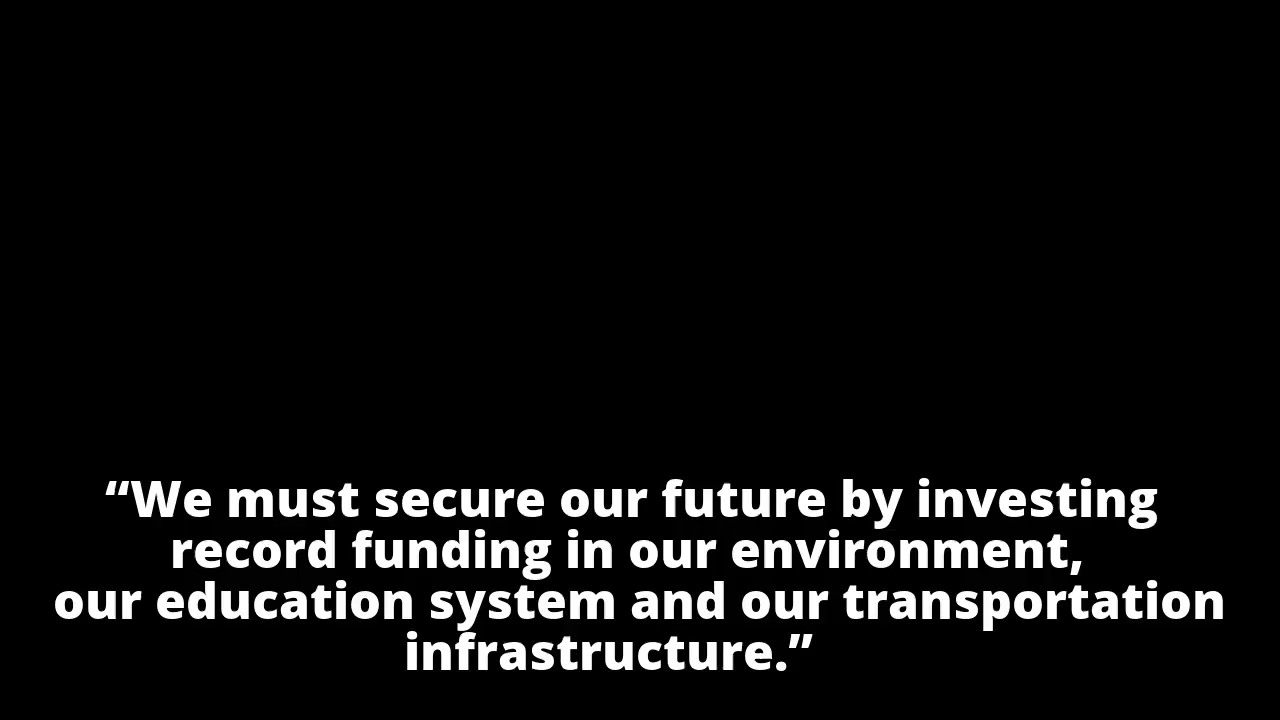 “We must secure our future by investing
record funding in our environment,
our education system and our transportation
infrastructure.”